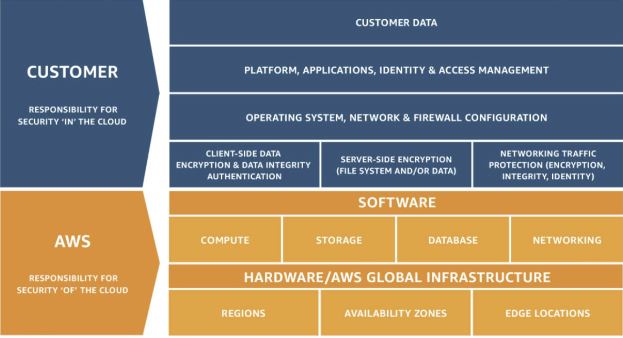 CUSTOMER
RESPONSIBILITY FOR
SECURITY ‘IN’ THE CLOUD
CUSTOMER DATA
PLATFORM, APPLICATIONS, IDENTITY & ACCESS MANAGEMENT
OPERATING SYSTEM, NETWORK & FIREWALL CONFIGURATION
CLIENT-SIDE DATA
ENCRYPTION & DATA INTEGRITY
AUTHENTICATION
SERVER-SIDE ENCRYPTION
(FILE SYSTEM AND/OR DATA)
NETWORKING TRAFFIC
PROTECTION (ENCRYPTION,
INTEGRITY, IDENTITY)
AWS
RESPONSIBILITY FOR
SECURITY ‘OF’ THE CLOUD
SOFTWARE
COMPUTE
STORAGE
DATABASE
NETWORKING
HARDWARE/AWS GLOBAL INFRASTRUCTURE
REGIONS
AVAILABILITY ZONES
EDGE LOCATIONS